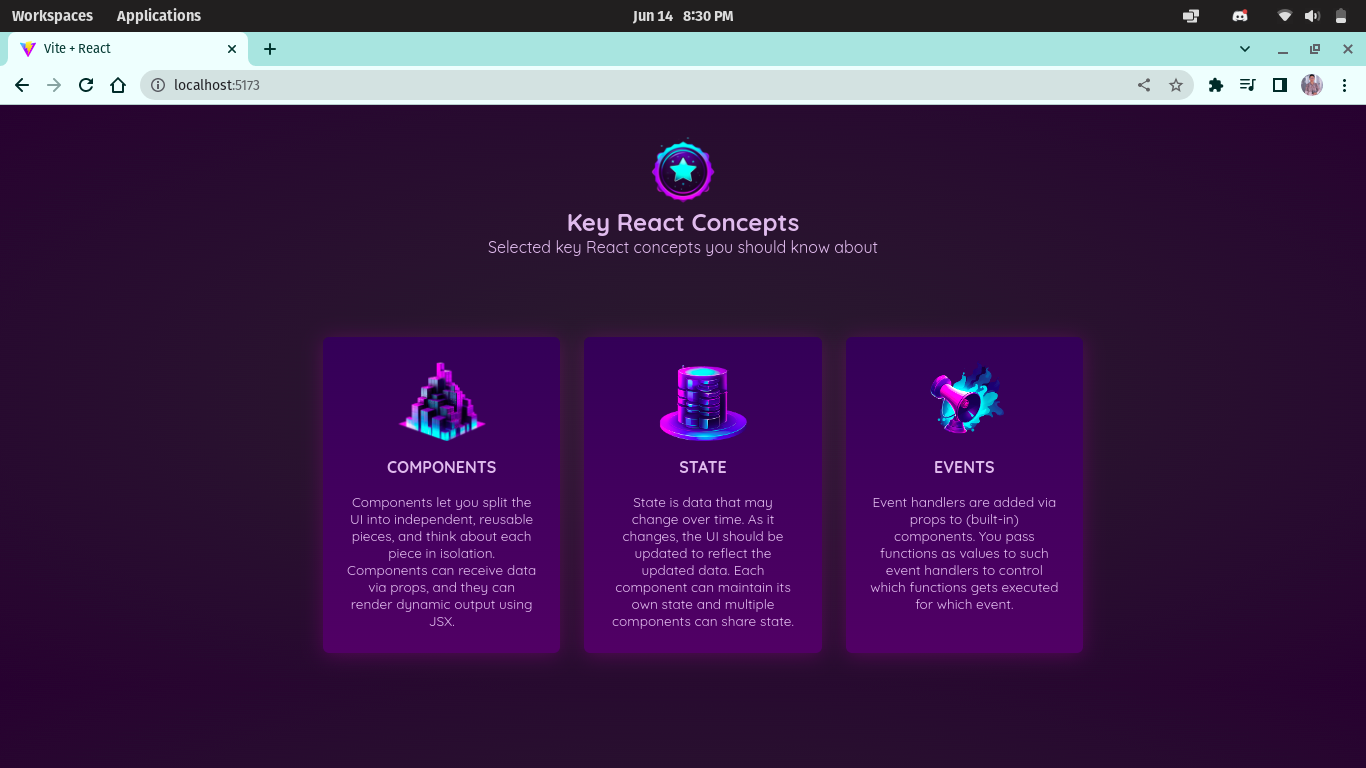 Workspaces Applications Jun 14 8:30 PM
Vite + React
localhost:5173
Key React Concepts
Selected key React concepts you should know about
COMPONENTS
Components let you split the
UI into independent, reusable
pieces, and think about each
piece in isolation.
Components can receive data
via props, and they can
render dynamic output using
JSX.
STATE
State is data that may
change over time. As it
changes, the UI should be
updated to reflect the
updated data. Each
component can maintain its
own state and multiple
components can share state.
EVENTS
Event handlers are added via
props to (built-in)
components. You pass
functions as values to such
event handlers to control
which functions gets executed
for which event.